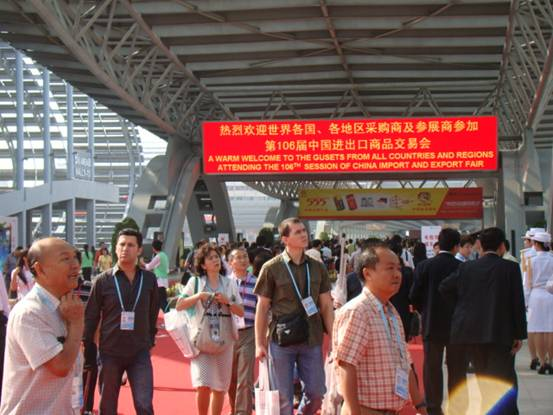 热烈欢迎世界各国、各地区采购商及参展商参加
第106届中国进出口商品交易会
A WARM WELCOME TO THE GUSETS FROM ALL COUNTRIES AND REGIONS
ATTENDING THE 106TH SESSION OF CHINA IMPORT AND EXPORT FAIR
555